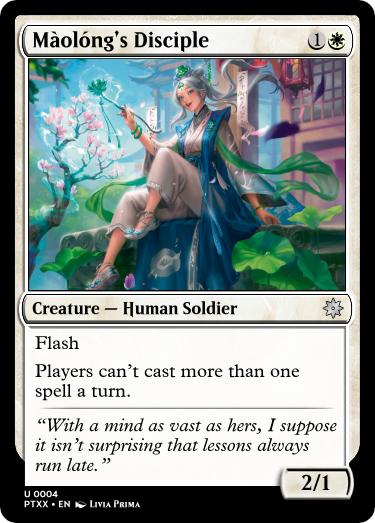 Màolóng's Disciple 1
Creature — Human Soldier
Flash
Players can't cast more than one
spell a turn.
"With a mind as vast as hers, I suppose
it isn't surprising that lessons always
run late."
2/1
U 0004
PTXX • EN Livia Prima